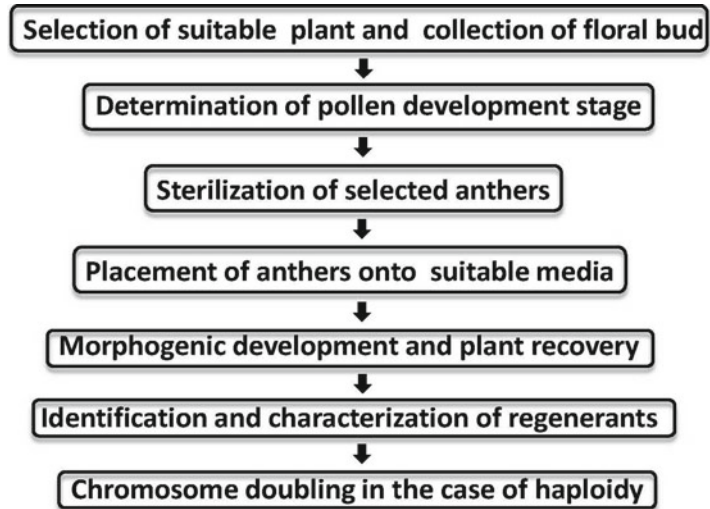 Selection of suitable plant and collection of floral bud
Determination of pollen development stage
Sterilization of selected anthers
Placement of anthers onto suitable media
Morphogenic development and plant recovery
Identification and characterization of regenerants
Chromosome doubling in the case of haploidy